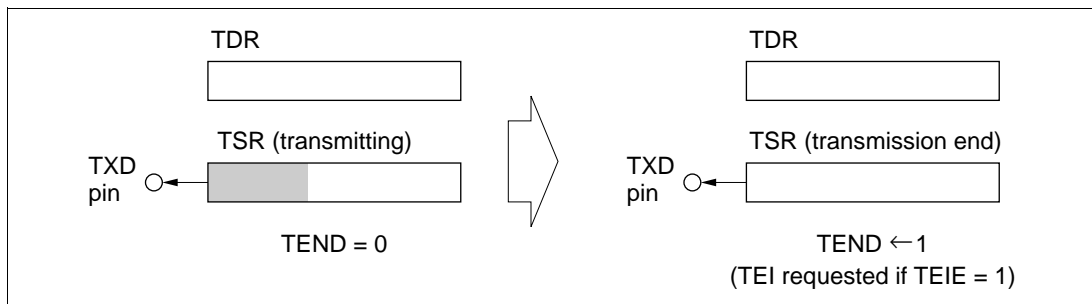 TDR
TSR (transmitting)
TXD
pin
TEND = 0
TDR
TSR (transmission end)
TXD
pin
TEND ← 1
(TEI requested if TEIE = 1)